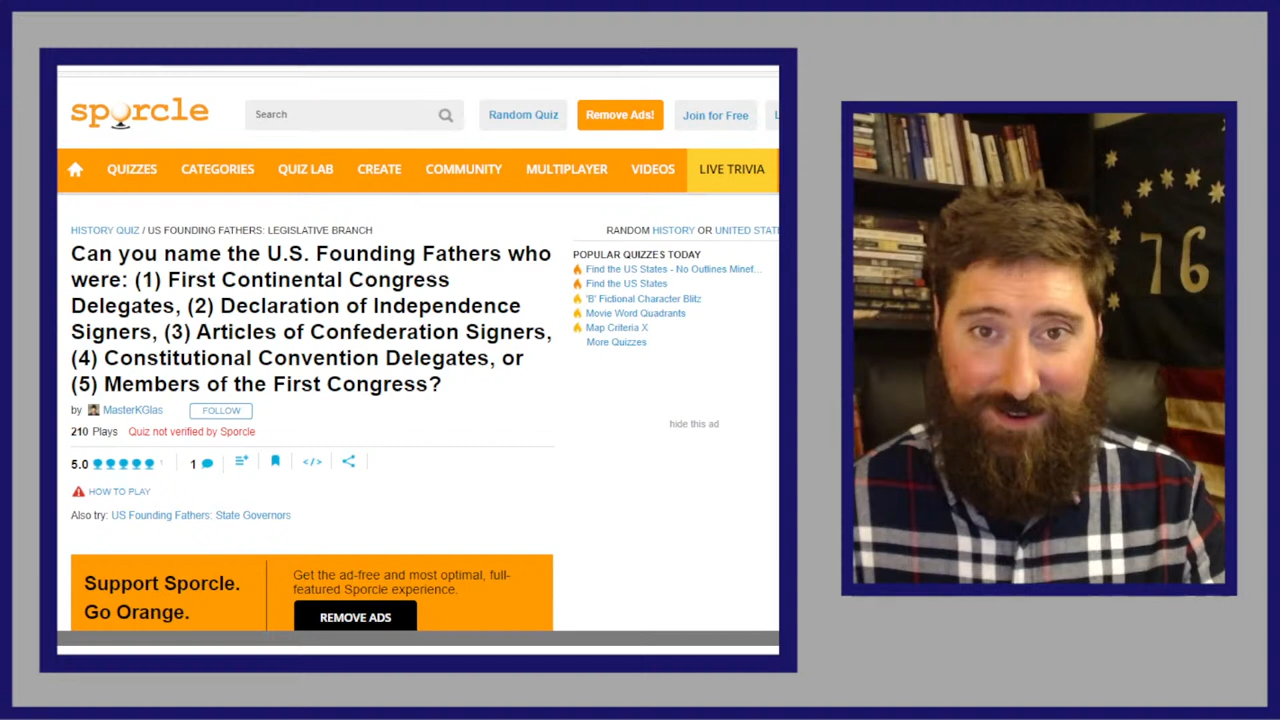 sporcle
Search
Random Quiz
Remove Ads!
Join for Free
L
QUIZZES
CATEGORIES
QUIZ LAB
CREATE
COMMUNITY
MULTIPLAYER
VIDEOS
LIVE TRIVIA
HISTORY QUIZ / US FOUNDING FATHERS: LEGISLATIVE BRANCH
Can you name the U.S. Founding Fathers who
were: (1) First Continental Congress
Delegates, (2) Declaration of Independence
Signers, (3) Articles of Confederation Signers,
(4) Constitutional Convention Delegates, or
(5) Members of the First Congress?
by MasterKGlas FOLLOW
210 Plays Quiz not verified by Sporcle
5.0 1 </>
HOW TO PLAY
Also try: US Founding Fathers: State Governors
Support Sporcle.
Go Orange.
Get the ad-free and most optimal, full-
featured Sporcle experience.
REMOVE ADS
RANDOM HISTORY OR UNITED STAT
POPULAR QUIZZES TODAY
Find the US States - No Outlines Minef...
Find the US States
'B' Fictional Character Blitz
Movie Word Quadrants
Map Criteria X
More Quizzes
hide this ad
76